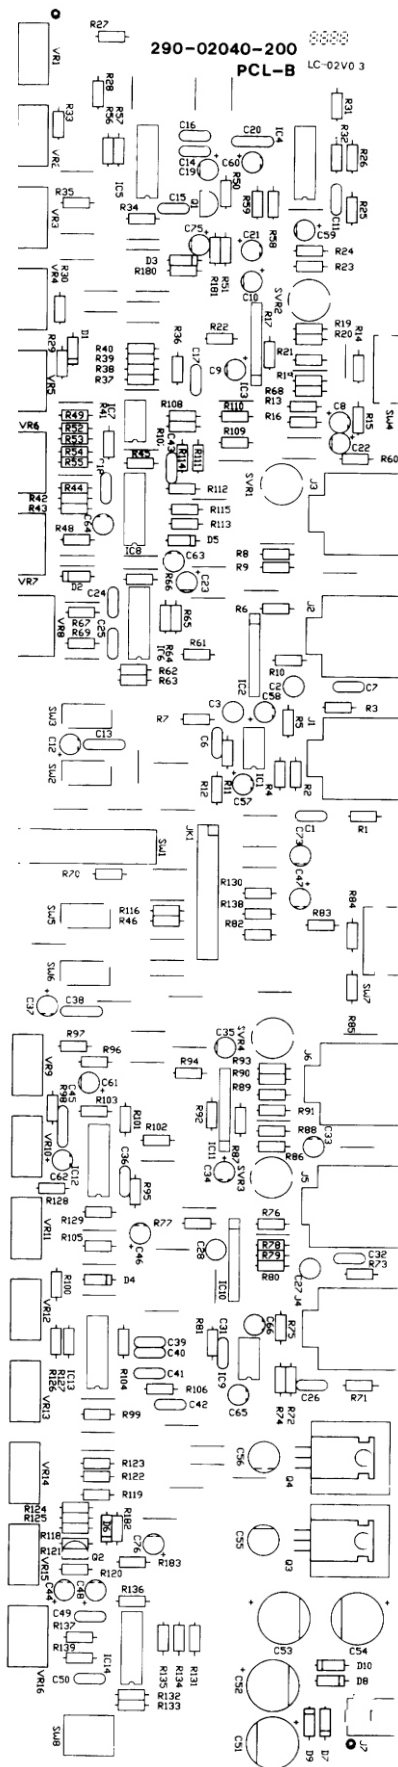 R27
290-02040-200
PCL-B
LC-02V0 3
VR1
R28
R57
R56
R33
C16
C20
IC4
R31
R32
R26
VR2
C14
C19
C60
R50
R59
IC5
R35
R34
C15
Q1
R58
C11
R25
VR3
C75
C21
C59
D3
R180
R181
R51
R24
R23
C10
VR4
R30
SVR2
R17
D1
R29
VR5
R40
R39
R38
R37
R36
C17
R22
C9
IC3
R19
R20
R21
R14
R68
R13
R16
SW4
R15
C8
C22
R60
VR6
R49
R52
R53
R54
R55
R41
IC7
R108
R110
R109
C43
R114
R111
R45
R44
R42
R43
R48
C64
IC8
R112
R115
R113
D5
C63
SVR1
J3
R8
R9
VR7
D2
R66
C23
C24
R67
R69
VR8
C25
R65
R64
IC6
R61
R62
R63
R6
J2
R10
IC2
C2
C58
C7
R3
SW3
C12
C13
SW2
R7
C3
C6
R5
J1
IC1
R11
R12
C57
R4
R2
C1
R1
C73
SW1
JK1
R70
C47
R130
R138
R82
R83
R84
SW5
R116
R46
SW6
SW7
R85
C37
C38
R97
R96
C35
SVR4
J6
VR9
R94
R93
R90
R89
C61
C45
R98
R103
R101
R92
R91
R88
R86
R87
C33
VR10
R102
IC11
C62
IC12
C36
C34
SVR3
J5
R128
R95
R129
R105
VR11
R77
R76
C46
C28
R78
R79
R80
C32
R73
R100
D4
IC10
C27
J4
VR12
C66
R75
R126
R127
IC13
R104
C39
C40
C41
R106
R81
C31
IC9
R99
C42
C65
R74
R72
C26
R71
VR13
C56
Q4
R123
R122
R119
VR14
R124
R125
R118
R121
Q2
D6
R182
C76
R183
C55
Q3
VR15
R120
C44
C48
R136
C49
R137
R139
C50
IC14
R135
R134
R131
R132
R133
C53
C54
D10
D8
C52
VR16
SW8
C51
D9
D7
J7